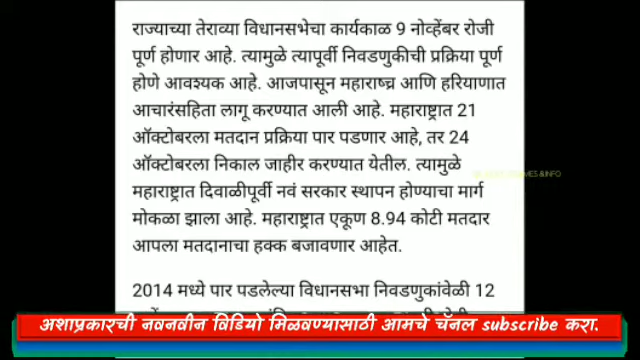 राज्याच्या तेराव्या विधानसभेचा कार्यकाळ 9 नोव्हेंबर रोजी
पूर्ण होणार आहे. त्यामुळे त्यापूर्वी निवडणुकीची प्रक्रिया पूर्ण
होणे आवश्यक आहे. आजपासून महाराष्ट्र आणि हरियाणात
आचारंसहिता लागू करण्यात आली आहे. महाराष्ट्रात 21
ऑक्टोबरला मतदान प्रक्रिया पार पडणार आहे, तर 24
ऑक्टोबरला निकाल जाहीर करण्यात येतील. त्यामुळे
महाराष्ट्रात दिवाळीपूर्वी नवं सरकार स्थापन होण्याचा मार्ग
मोकळा झाला आहे. महाराष्ट्रात एकूण 8.94 कोटी मतदार
आपला मतदानाचा हक्क बजावणार आहेत.
2014 मध्ये पार पडलेल्या विधानसभा निवडणुकांवेळी 12
अशाप्रकारची नवनवीन विडियो मिळवण्यासाठी आमचे चॅनल subscribe करा.